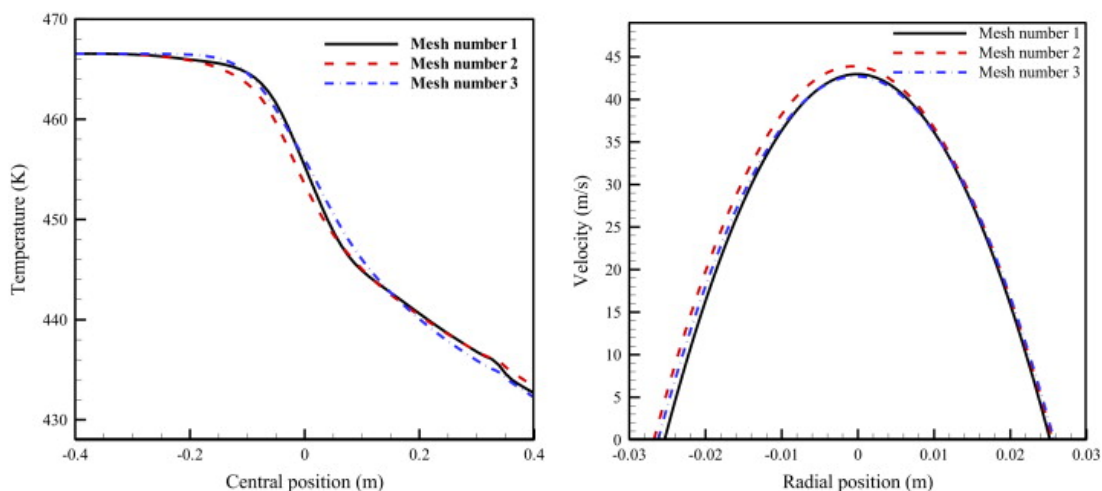 470
460
450
440
430
-0.4
-0.2
0
0.2
0.4
Temperature (K)
Central position (m)
Mesh number 1
Mesh number 2
Mesh number 3
45
40
35
30
25
20
15
10
5
0
-0.03
-0.02
-0.01
0
0.01
0.02
0.03
Velocity (m/s)
Radial position (m)
Mesh number 1
Mesh number 2
Mesh number 3